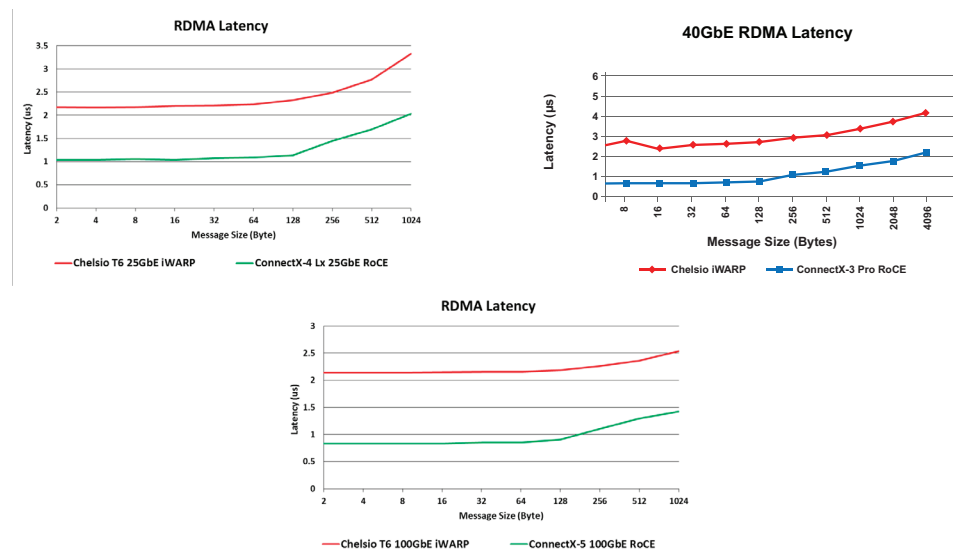 RDMA Latency
3.5
3
2.5
2
1.5
1
0.5
0
Latency (us)
2 4 8 16 32 64 128 256 512 1024
Message Size (Byte)
Chelsio T6 25GbE iWARP ConnectX-4 Lx 25GbE RoCE
40GbE RDMA Latency
6
5
4
3
2
1
0
Latency (µs)
8 16 32 64 128 256 512 1024 2048 4096
Message Size (Bytes)
Chelsio iWARP ConnectX-3 Pro RoCE
RDMA Latency
3
2.5
2
1.5
1
0.5
0
Latency (us)
2 4 8 16 32 64 128 256 512 1024
Message Size (Byte)
Chelsio T6 100GbE iWARP ConnectX-5 100GbE RoCE